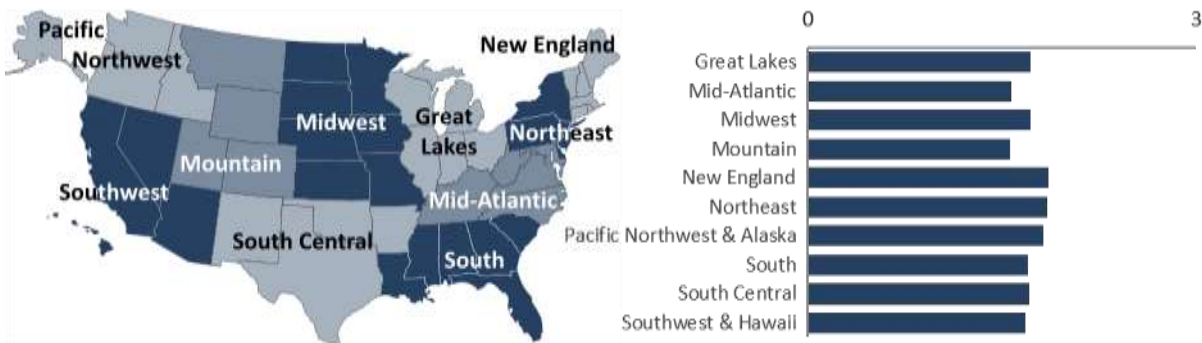 Pacific
Northwest
New England
Midwest
Great
Lakes
Northeast
Mountain
Southwest
Mid-Atlantic
South Central
South
0
3
Great Lakes
Mid-Atlantic
Midwest
Mountain
New England
Northeast
Pacific Northwest & Alaska
South
South Central
Southwest & Hawaii